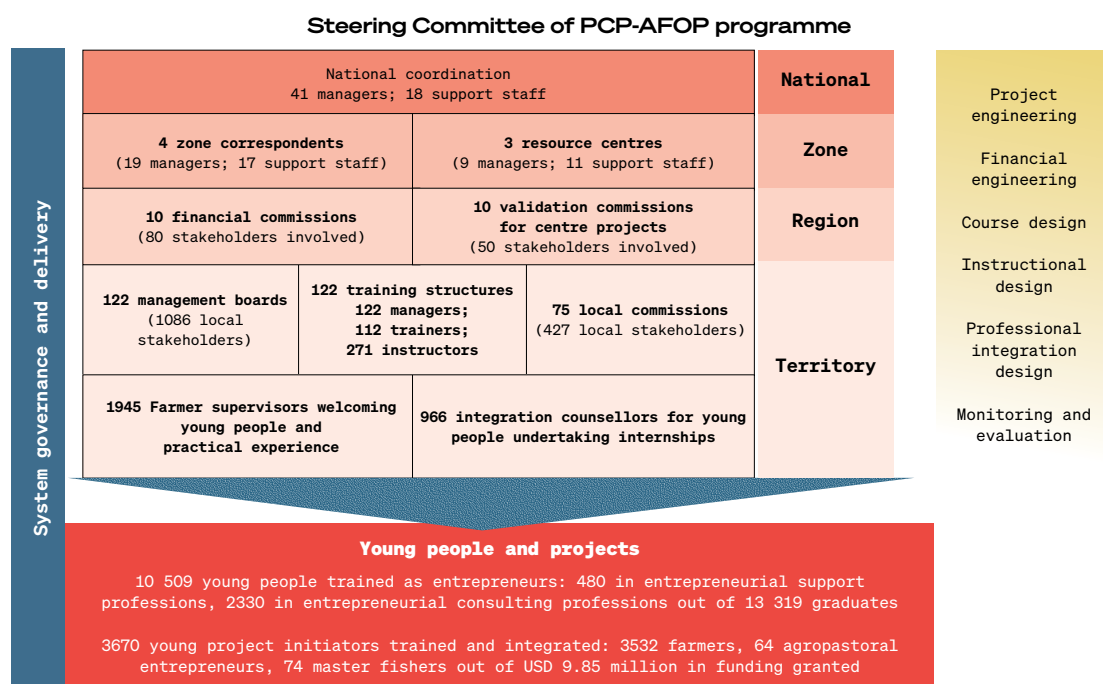 Steering Committee of PCP-AFOP programme
System governance and delivery
National coordination
41 managers; 18 support staff
National
4 zone correspondents
(19 managers; 17 support staff)
3 resource centres
(9 managers; 11 support staff)
Zone
10 financial commissions
(80 stakeholders involved)
10 validation commissions
for centre projects
(50 stakeholders involved)
Region
122 management boards
(1086 local
stakeholders)
122 training structures
122 managers;
112 trainers;
271 instructors
75 local commissions
(427 local stakeholders)
Territory
1945 Farmer supervisors welcoming
young people and
practical experience
966 integration counsellors for young
people undertaking internships
Project
engineering
Financial
engineering
Course design
Instructional
design
Professional
integration
design
Monitoring and
evaluation
Young people and projects
10 509 young people trained as entrepreneurs: 480 in entrepreneurial support
professions, 2330 in entrepreneurial consulting professions out of 13 319 graduates
3670 young project initiators trained and integrated: 3532 farmers, 64 agropastoral
entrepreneurs, 74 master fishers out of USD 9.85 million in funding granted